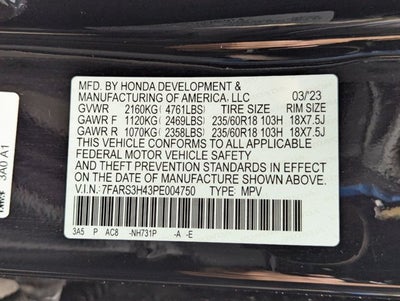 MFD. BY HONDA DEVELOPMENT &
MANUFACTURING OF AMERICA, LLC 03/'23
GVWR 2160KG (4761LBS) TIRE SIZE RIM SIZE
GAWR F 1120KG (2469LBS) 235/60R18 103H 18X7.5J
GAWR R 1070KG (2358LBS) 235/60R18 103H 18X7.5J
THIS VEHICLE CONFORMS TO ALL APPLICABLE
FEDERAL MOTOR VEHICLE SAFETY
AND THEFT PREVENTION STANDARDS IN EFFECT
ON THE DATE OF MANUFACTURE SHOWN ABOVE.
V.I.N.: 7FARS3H43PE004750 TYPE: MPV
3A5 P AC8 -NH731P -A -E
3A0 A1